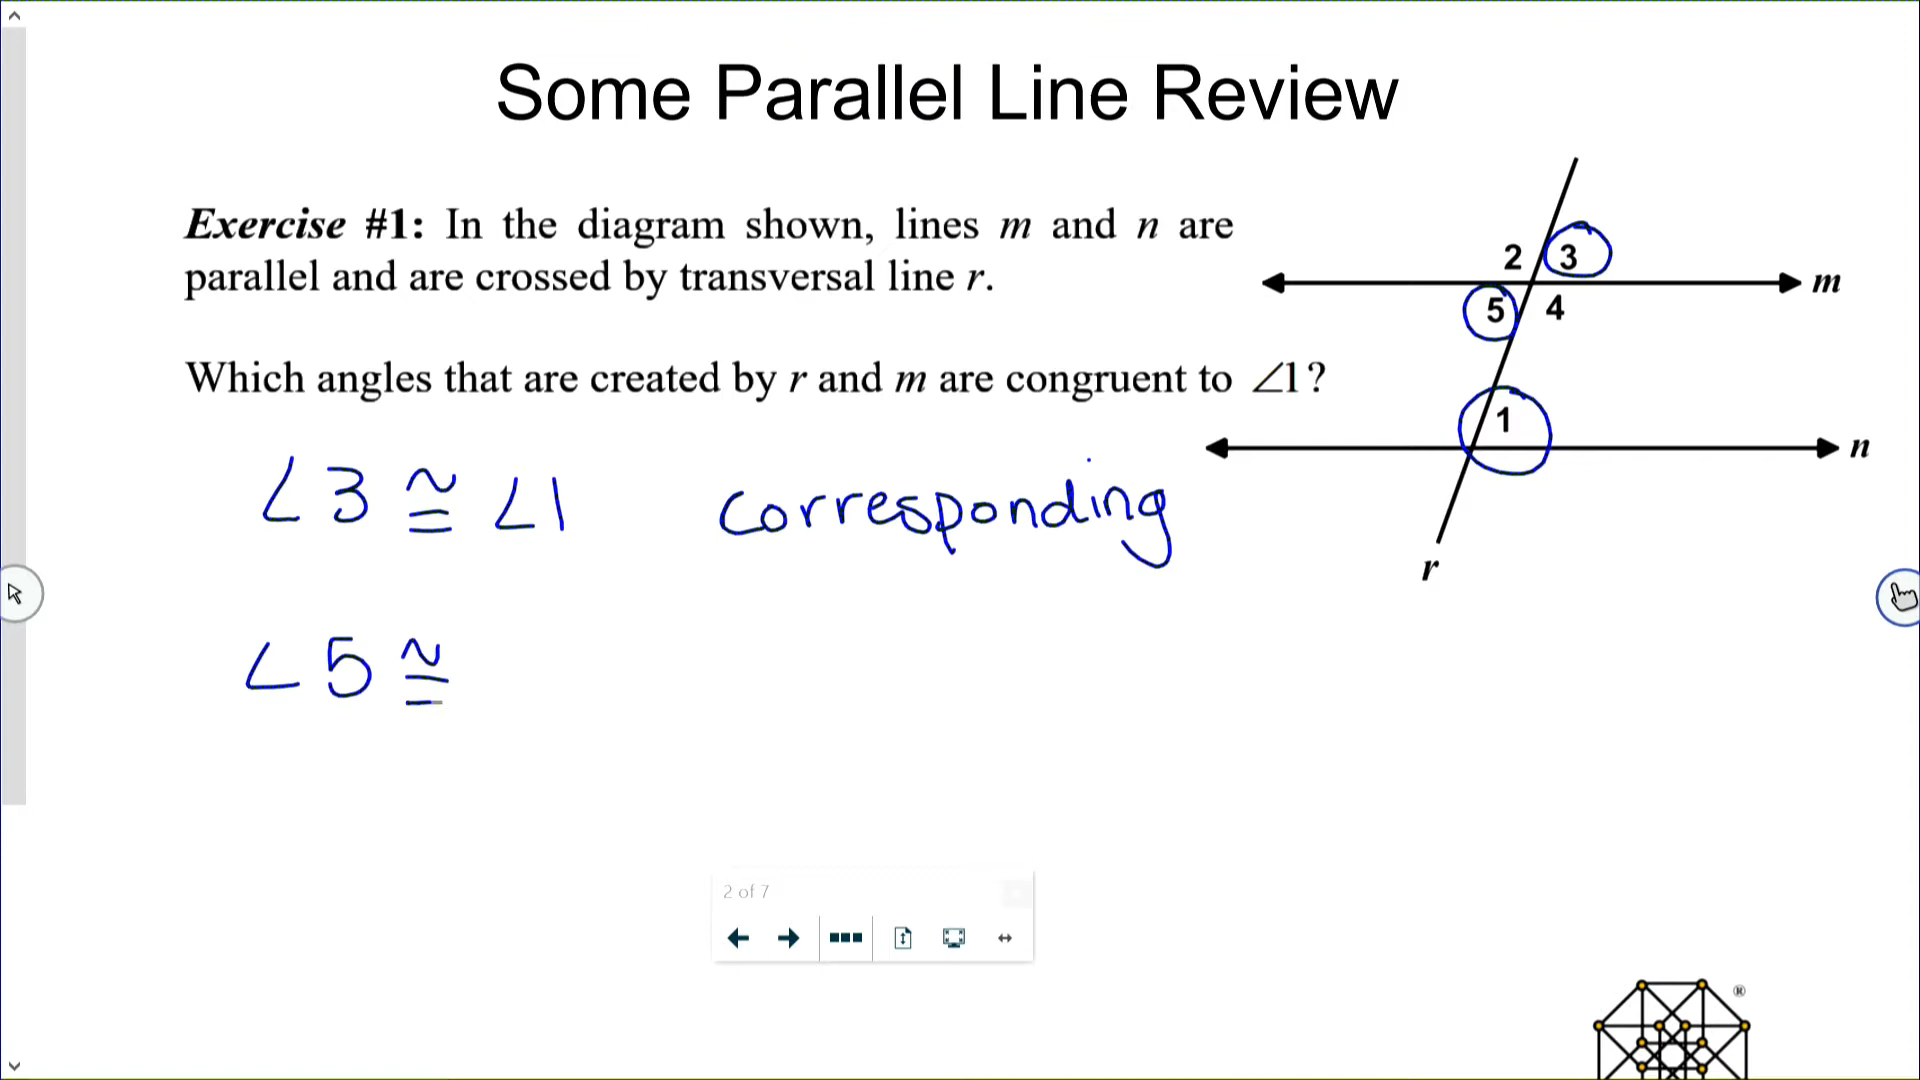 Some Parallel Line Review
Exercise #1: In the diagram shown, lines m and n are
parallel and are crossed by transversal line r.
Which angles that are created by r and m are congruent to ∠1?
2 3
m
5 4
1
n
r
∠3 ≅ ∠1 corresponding
∠5 ≅
2 of 7
®